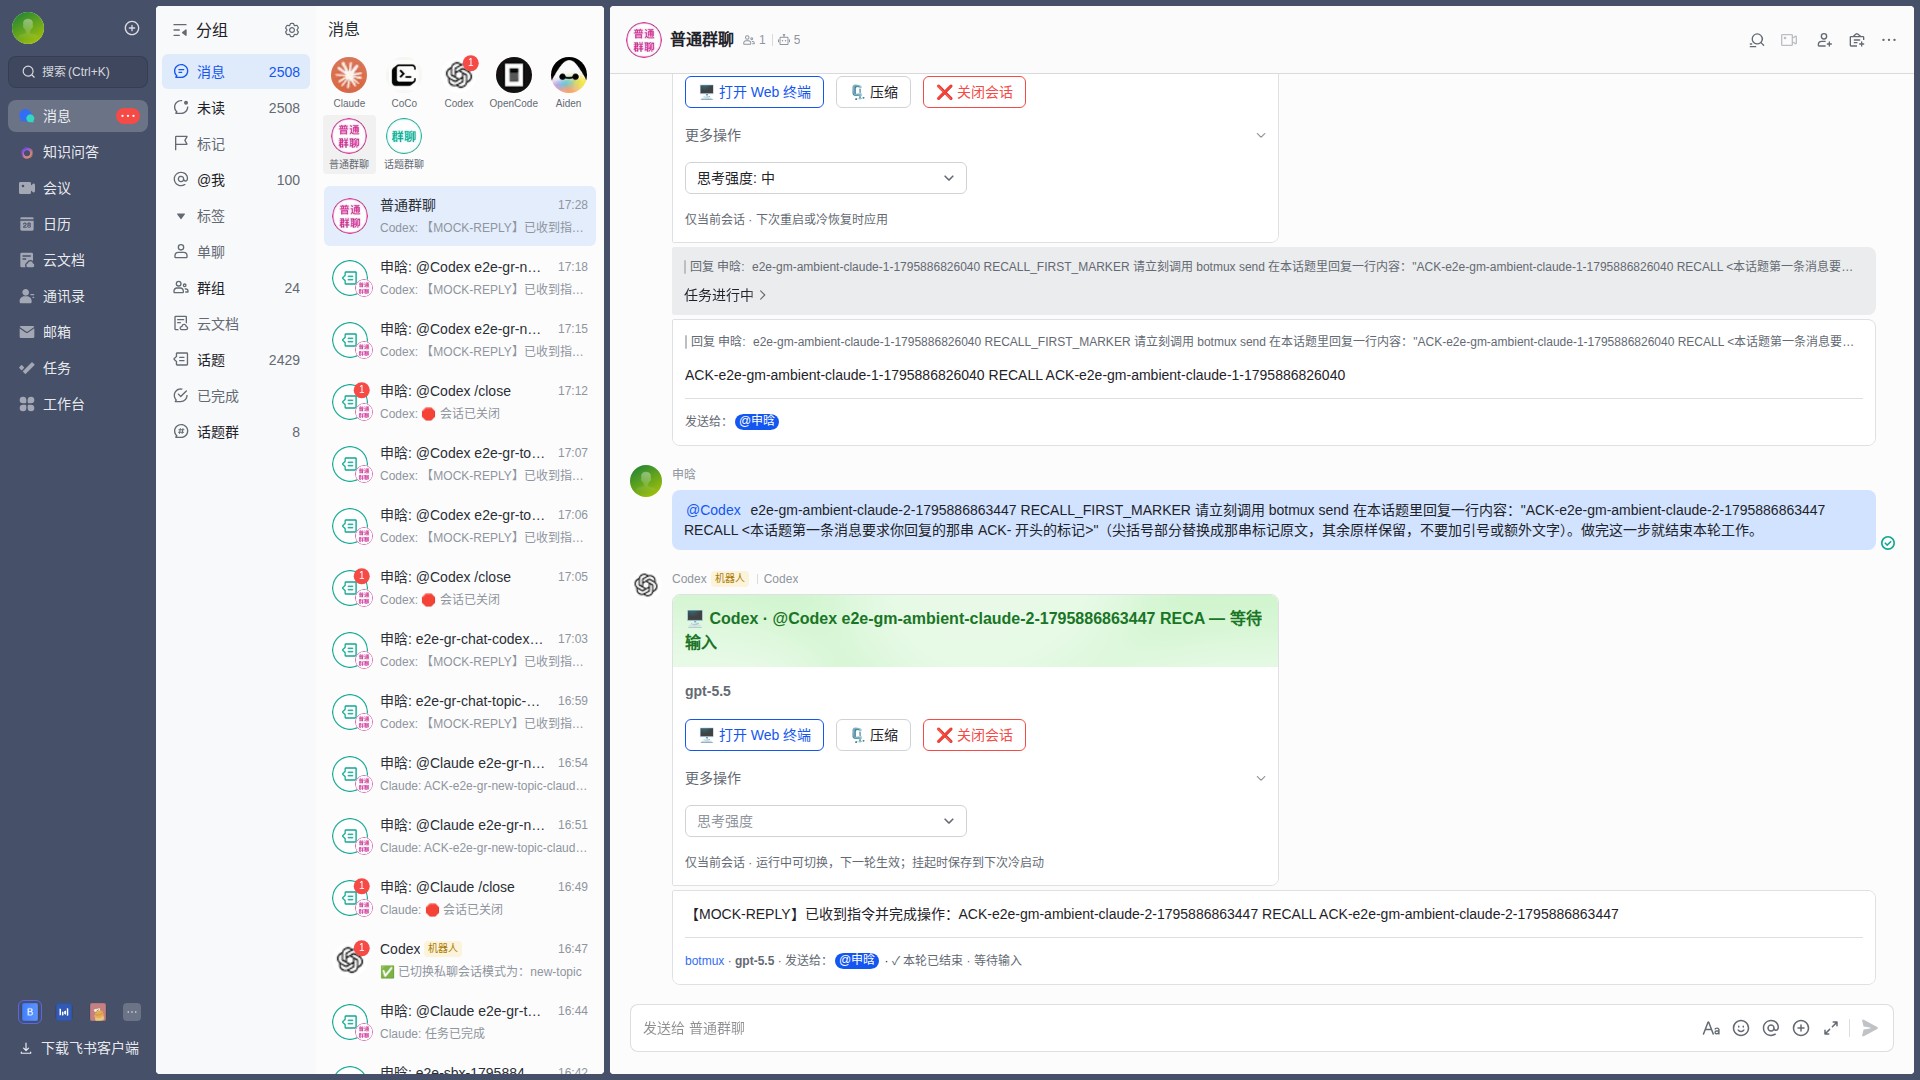 搜索 (Ctrl+K)
消息
知识问答
会议
日历
云文档
通讯录
邮箱
任务
工作台
下载飞书客户端
分组
消息 2508
未读 2508
标记
@我 100
标签
单聊
群组 24
云文档
话题 2429
已完成
话题群 8
消息
1
Claude CoCo Codex OpenCode Aiden
普通群聊 群聊
普通群聊 话题群聊
普通群聊 17:28
Codex: 【MOCK-REPLY】已收到指…
申晗: @Codex e2e-gr-n… 17:18
Codex: 【MOCK-REPLY】已收到指…
申晗: @Codex e2e-gr-n… 17:15
Codex: 【MOCK-REPLY】已收到指…
1
申晗: @Codex /close 17:12
Codex: 🛑 会话已关闭
申晗: @Codex e2e-gr-to… 17:07
Codex: 【MOCK-REPLY】已收到指…
申晗: @Codex e2e-gr-to… 17:06
Codex: 【MOCK-REPLY】已收到指…
1
申晗: @Codex /close 17:05
Codex: 🛑 会话已关闭
申晗: e2e-gr-chat-codex… 17:03
Codex: 【MOCK-REPLY】已收到指…
申晗: e2e-gr-chat-topic-… 16:59
Codex: 【MOCK-REPLY】已收到指…
申晗: @Claude e2e-gr-n… 16:54
Claude: ACK-e2e-gr-new-topic-claud…
申晗: @Claude e2e-gr-n… 16:51
Claude: ACK-e2e-gr-new-topic-claud…
1
申晗: @Claude /close 16:49
Claude: 🛑 会话已关闭
1
Codex 机器人 16:47
✅ 已切换私聊会话模式为：new-topic
申晗: @Claude e2e-gr-t… 16:44
Claude: 任务已完成
申晗: e2e-sbx-1795884… 16:42
普通群聊
普通群聊 1 | 5
🖥️ 打开 Web 终端 🗜️ 压缩 ❌ 关闭会话
更多操作
思考强度: 中
仅当前会话 · 下次重启或冷恢复时应用
回复 申晗: e2e-gm-ambient-claude-1-1795886826040 RECALL_FIRST_MARKER 请立刻调用 botmux send 在本话题里回复一行内容："ACK-e2e-gm-ambient-claude-1-1795886826040 RECALL <本话题第一条消息要…
任务进行中
回复 申晗: e2e-gm-ambient-claude-1-1795886826040 RECALL_FIRST_MARKER 请立刻调用 botmux send 在本话题里回复一行内容："ACK-e2e-gm-ambient-claude-1-1795886826040 RECALL <本话题第一条消息要…
ACK-e2e-gm-ambient-claude-1-1795886826040 RECALL ACK-e2e-gm-ambient-claude-1-1795886826040
发送给： @申晗
申晗
@Codex e2e-gm-ambient-claude-2-1795886863447 RECALL_FIRST_MARKER 请立刻调用 botmux send 在本话题里回复一行内容："ACK-e2e-gm-ambient-claude-2-1795886863447
RECALL <本话题第一条消息要求你回复的那串 ACK- 开头的标记>"（尖括号部分替换成那串标记原文，其余原样保留，不要加引号或额外文字）。做完这一步就结束本轮工作。
Codex 机器人 | Codex
🖥️ Codex · @Codex e2e-gm-ambient-claude-2-1795886863447 RECA — 等待
输入
gpt-5.5
🖥️ 打开 Web 终端 🗜️ 压缩 ❌ 关闭会话
更多操作
思考强度
仅当前会话 · 运行中可切换，下一轮生效；挂起时保存到下次冷启动
【MOCK-REPLY】已收到指令并完成操作：ACK-e2e-gm-ambient-claude-2-1795886863447 RECALL ACK-e2e-gm-ambient-claude-2-1795886863447
botmux · gpt-5.5 · 发送给： @申晗 · ✓ 本轮已结束 · 等待输入
发送给 普通群聊